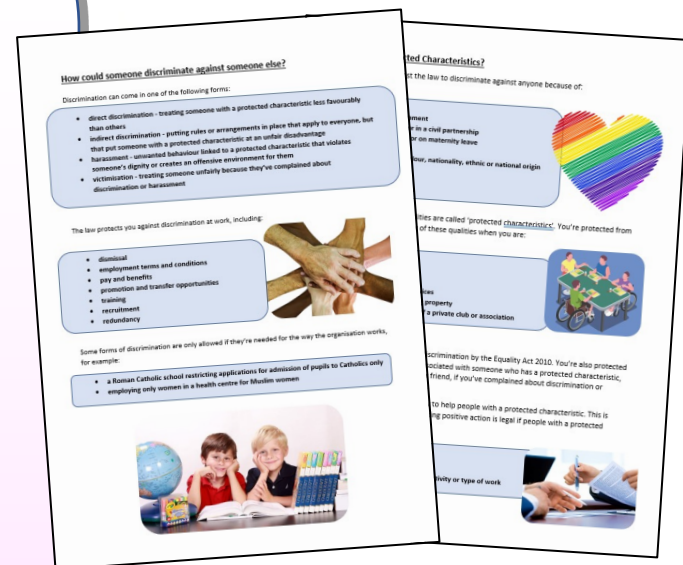 How could someone discriminate against someone else?
Discrimination can come in one of the following forms:
• direct discrimination - treating someone with a protected characteristic less favourably
than others
• indirect discrimination - putting rules or arrangements in place that apply to everyone, but
that put someone with a protected characteristic at an unfair disadvantage
• harassment - unwanted behaviour linked to a protected characteristic that violates
someone's dignity or creates an offensive environment for them
• victimisation - treating someone unfairly because they've complained about
discrimination or harassment
The law protects you against discrimination at work, including:
• dismissal
• employment terms and conditions
• pay and benefits
• promotion and transfer opportunities
• training
• recruitment
• redundancy
Some forms of discrimination are only allowed if they're needed for the way the organisation works,
for example:
• a Roman Catholic school restricting applications for admission of pupils to Catholics only
• employing only women in a health centre for Muslim women
Characteristics?
the law to discriminate against anyone because of:
in a civil partnership
on maternity leave
nationality, ethnic or national origin
are called 'protected characteristics'. You're protected from
of these qualities when you are:
property
a private club or association
by the Equality Act 2010. You're also protected
with someone who has a protected characteristic,
friend, if you've complained about discrimination or
to help people with a protected characteristic. This is
positive action is legal if people with a protected
or type of work